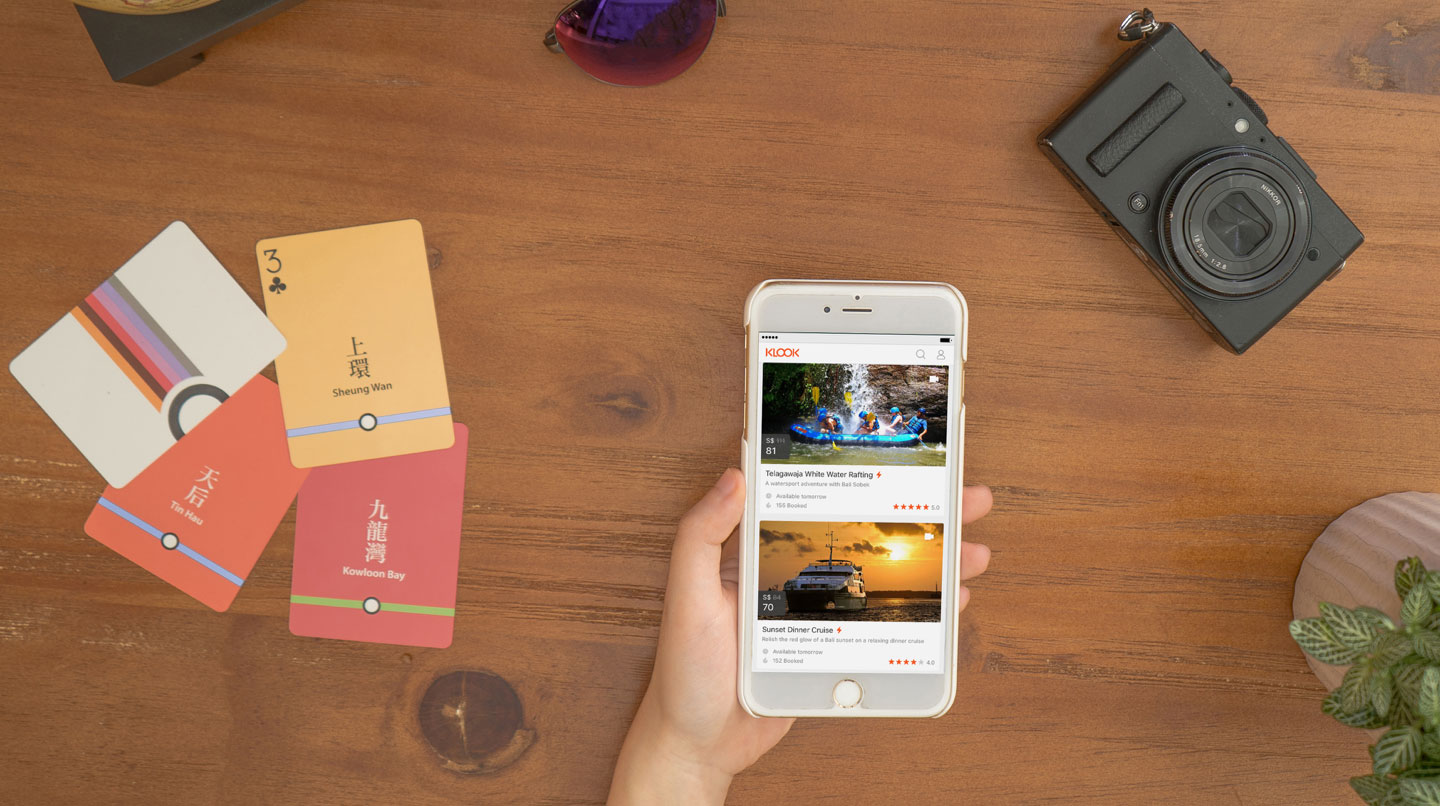 3
上
環
Sheung Wan
天
后
Tin Hau
九
龍
灣
Kowloon Bay
KLOOK
S$
81
Telagawaja White Water Rafting
A watersport adventure with Bali Sobek
Available tomorrow
Booked
5.0
S$ 84
70
Sunset Dinner Cruise
Relish the red glow of a Bali sunset on a relaxing dinner cruise
Available tomorrow
152 Booked
4.0
NIKKOR
18.5mm 1:2.8
Fn